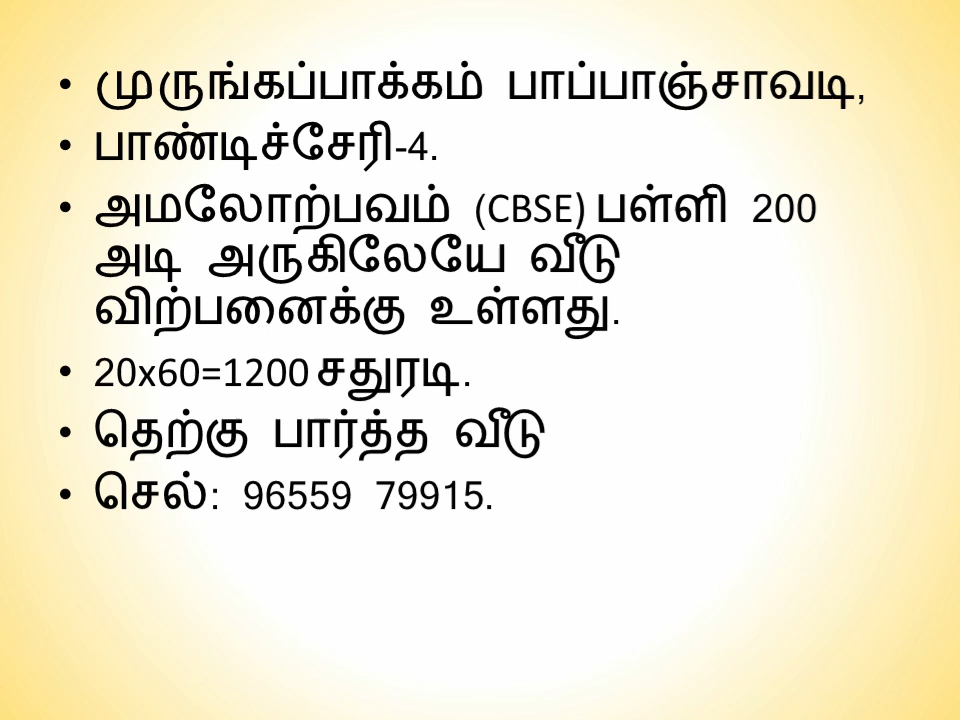 • முருங்கப்பாக்கம் பாப்பாஞ்சாவடி,
• பாண்டிச்சேரி-4.
• அமலோற்பவம் (CBSE) பள்ளி 200
அடி அருகிலேயே வீடு
விற்பனைக்கு உள்ளது.
• 20x60=1200 சதுரடி.
• தெற்கு பார்த்த வீடு
• செல்: 96559 79915.